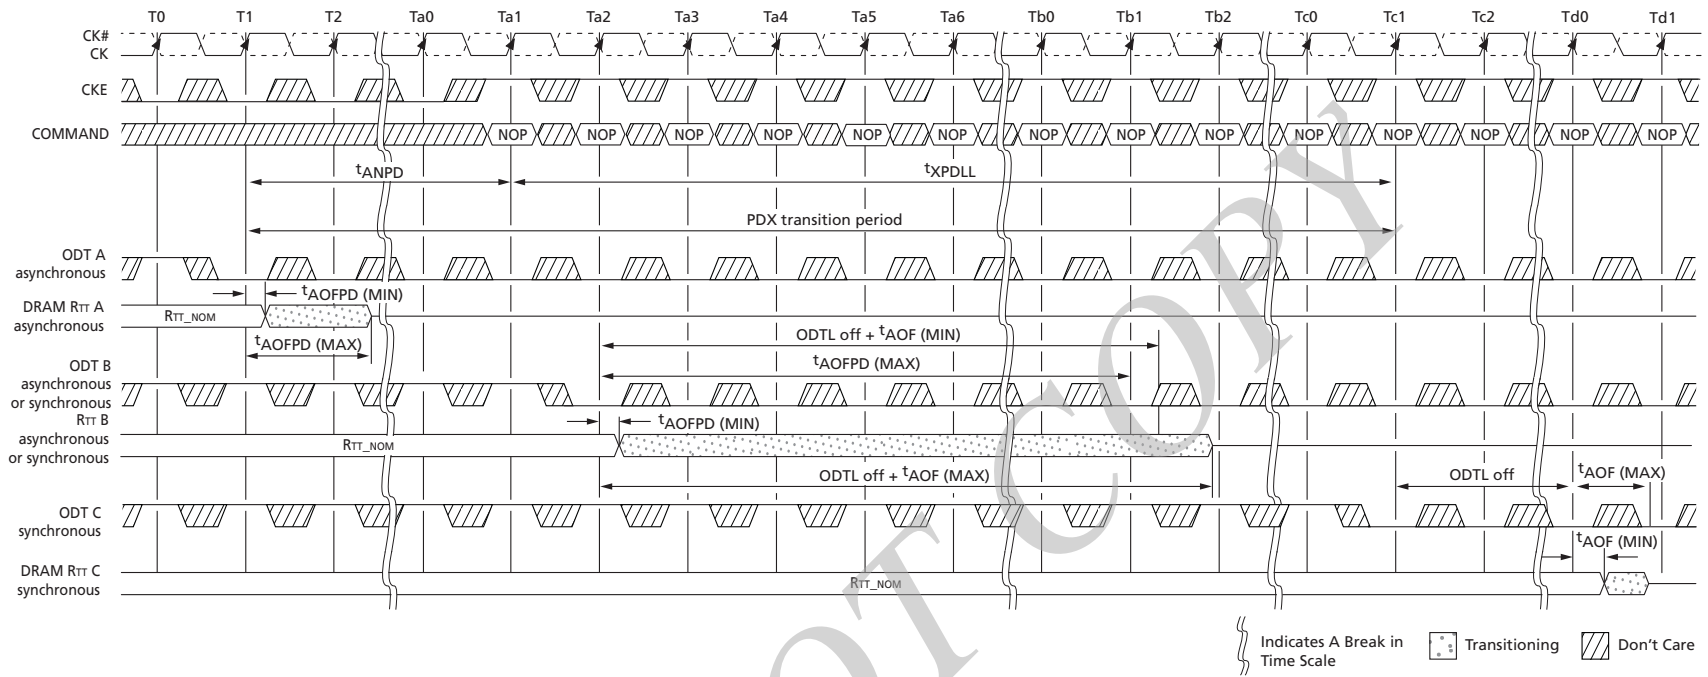 T0 T1 T2 Ta0 Ta1 Ta2 Ta3 Ta4 Ta5 Ta6 Tb0 Tb1 Tb2 Tc0 Tc1 Tc2 Td0 Td1
CK#
CK
CKE
COMMAND NOP NOP NOP NOP NOP NOP NOP NOP NOP NOP NOP NOP NOP NOP
tANPD tXPDLL
PDX transition period
ODT A
asynchronous
tAOFPD (MIN)
DRAM RTT A
asynchronous
RTT_NOM
tAOFPD (MAX)
ODTL off + tAOF (MIN)
tAOFPD (MAX)
ODT B
asynchronous
or synchronous
RTT B
asynchronous
or synchronous
tAOFPD (MIN)
RTT_NOM
ODTL off + tAOF (MAX)
ODTL off tAOF (MAX)
ODT C
synchronous
tAOF (MIN)
DRAM RTT C
synchronous
RTT_NOM
Indicates A Break in
Time Scale
Transitioning
Don't Care
OT COPY